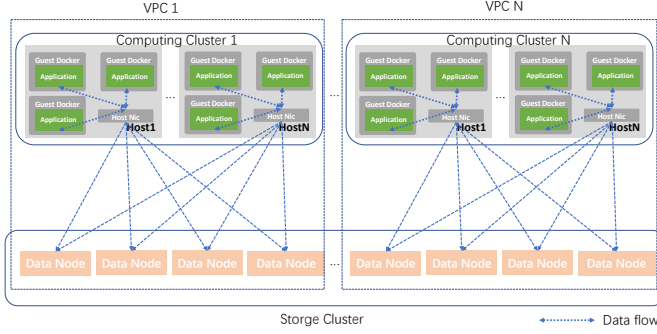 VPC 1
VPC N
Computing Cluster 1
Computing Cluster N
Guest Docker
Application
Guest Docker
Application
Guest Docker
Application
Guest Docker
Application
Guest Docker
Application
Guest Docker
Application
Guest Docker
Application
Guest Docker
Application
Guest Docker
Application
Guest Docker
Application
Guest Docker
Application
Guest Docker
Application
...
...
...
Host Nic
Host1
Host Nic
HostN
Host Nic
Host1
Host Nic
HostN
Data Node
Data Node
Data Node
Data Node
...
Data Node
Data Node
Data Node
Data Node
Storge Cluster
Data flow